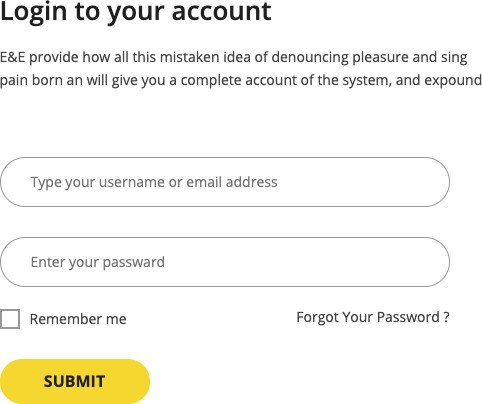 Login to your account
E&E provide how all this mistaken idea of denouncing pleasure and sing
pain born an will give you a complete account of the system, and expound
Type your username or email address
Enter your passward
Remember me
Forgot Your Password ?
SUBMIT